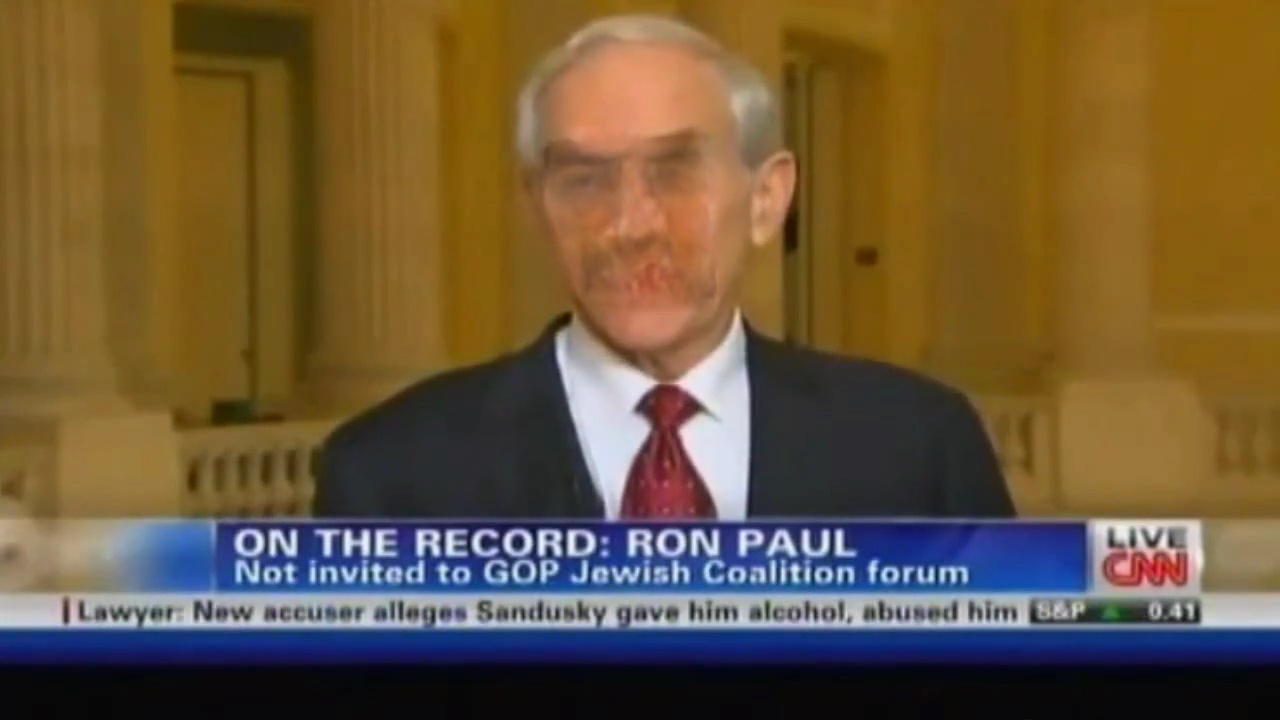 ON THE RECORD: RON PAUL
Not invited to GOP Jewish Coalition forum
LIVE
CNN
Lawyer: New accuser alleges Sandusky gave him alcohol, abused him
S&P ▲ 0.41